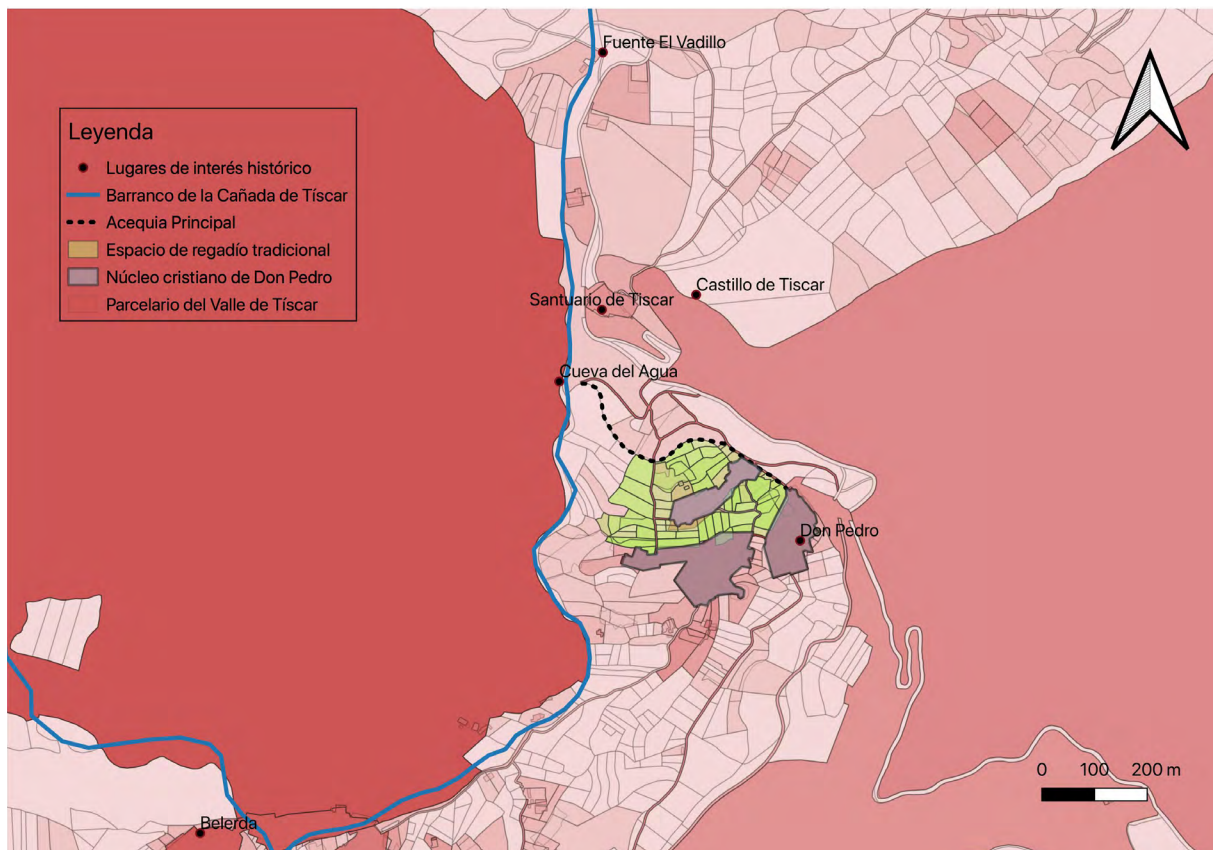 Fuente El Vadillo
Leyenda
Lugares de interés histórico
Barranco de la Cañada de Tíscar
Acequia Principal
Espacio de regadío tradicional
Núcleo cristiano de Don Pedro
Parcelario del Valle de Tíscar
Castillo de Tiscar
Santuario de Tiscar
Cueva del Agua
Don Pedro
0 100 200 m
Belerda